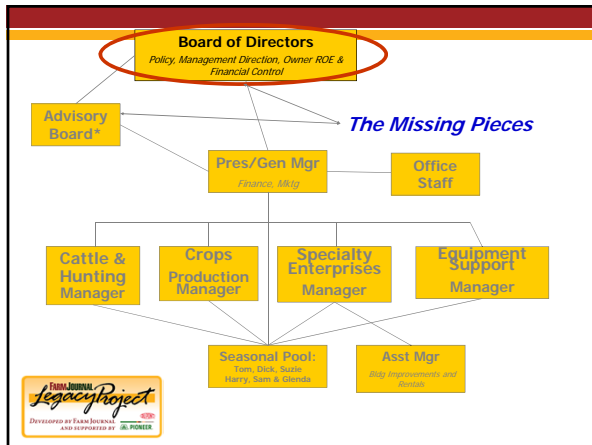 Board of Directors
Policy, Management Direction, Owner ROE &
Financial Control
Advisory
Board*
The Missing Pieces
Pres/Gen Mgr
Finance, Mktg
Office
Staff
Cattle &
Hunting
Manager
Crops
Production
Manager
Specialty
Enterprises
Manager
Equipment
Support
Manager
Seasonal Pool:
Tom, Dick, Suzie
Harry, Sam & Glenda
Asst Mgr
Bldg Improvements and
Rentals
FARM JOURNAL
Legacy Project
DEVELOPED BY FARM JOURNAL
AND SUPPORTED BY PIONEER